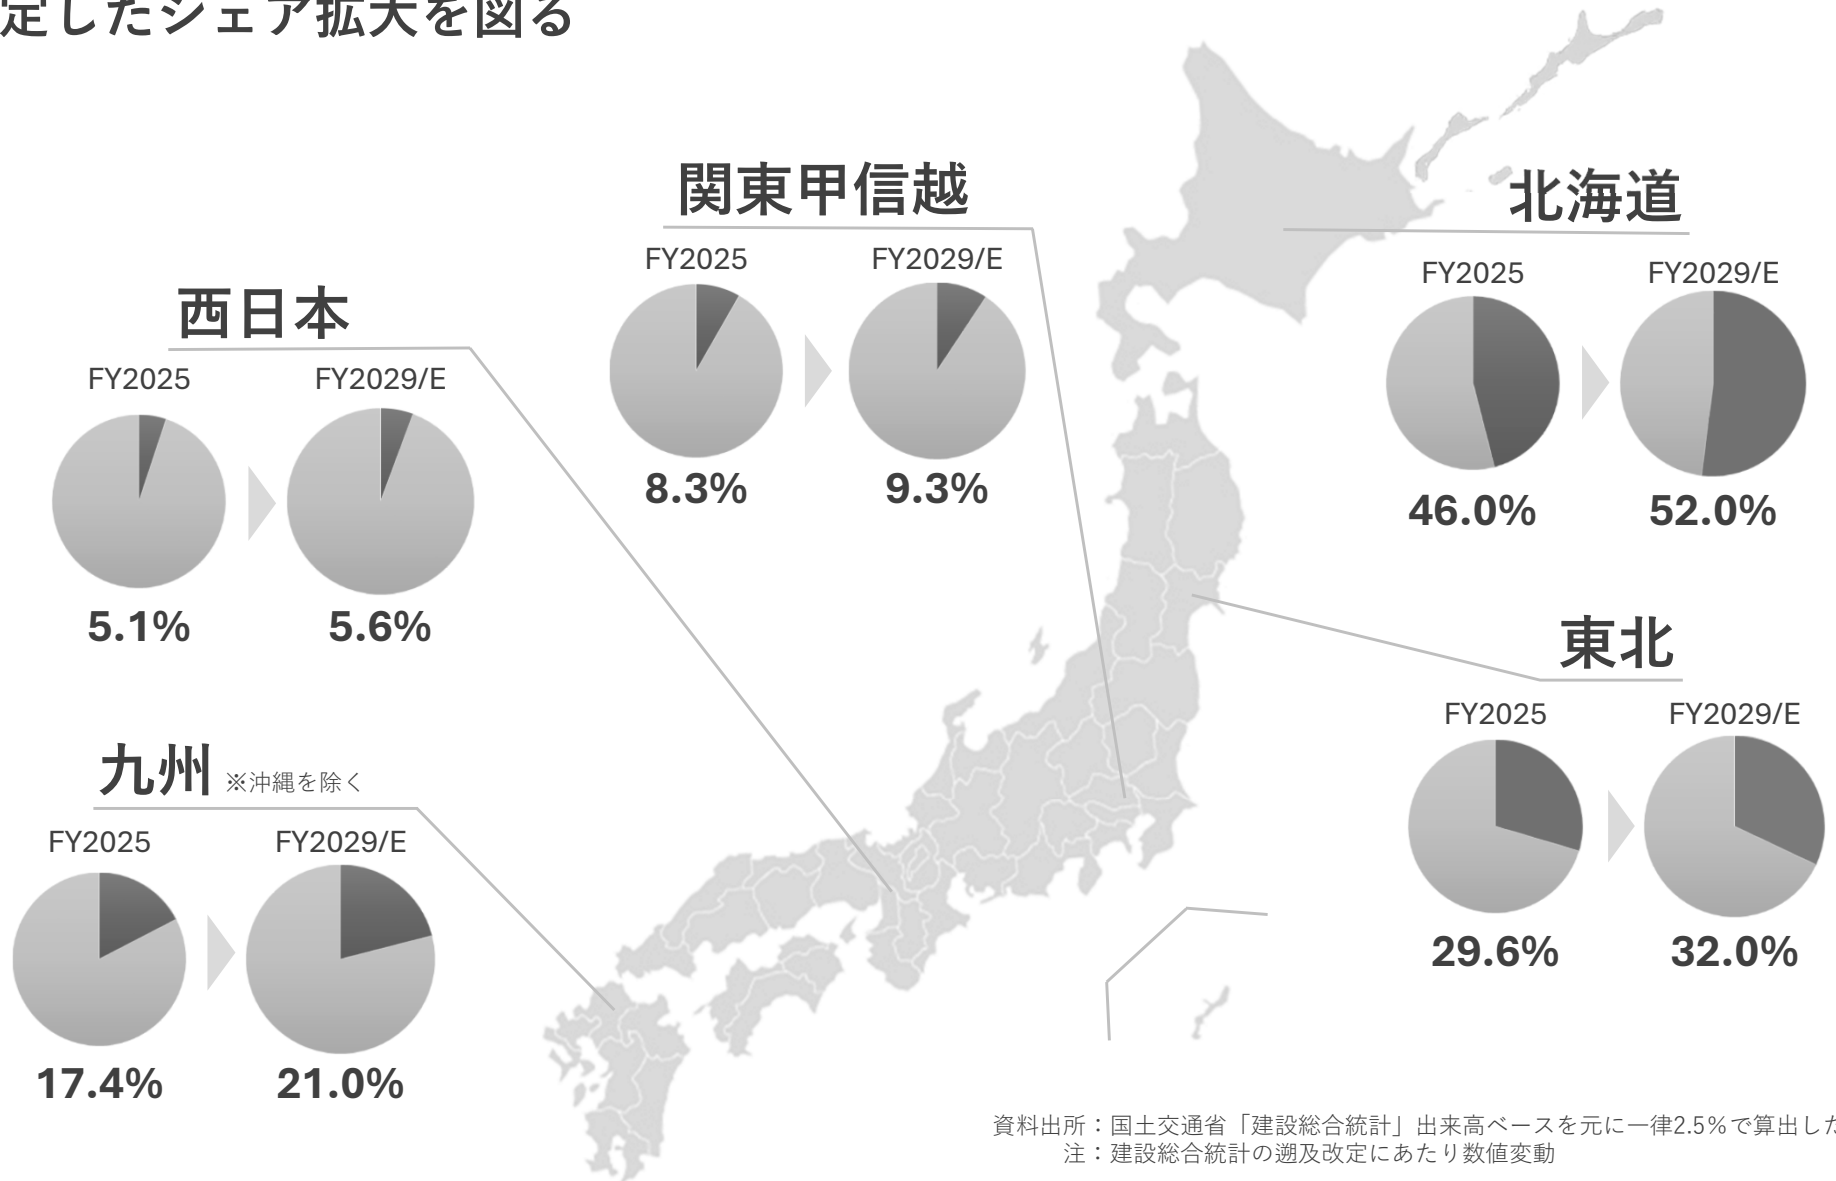 定したシェア拡大を図る
関東甲信越
FY2025
FY2029/E
8.3%
9.3%
北海道
FY2025
FY2029/E
46.0%
52.0%
西日本
FY2025
FY2029/E
5.1%
5.6%
東北
FY2025
FY2029/E
29.6%
32.0%
九州 ※沖縄を除く
FY2025
FY2029/E
17.4%
21.0%
資料出所：国土交通省「建設総合統計」出来高ベースを元に一律2.5%で算出した
注：建設総合統計の遡及改定にあたり数値変動